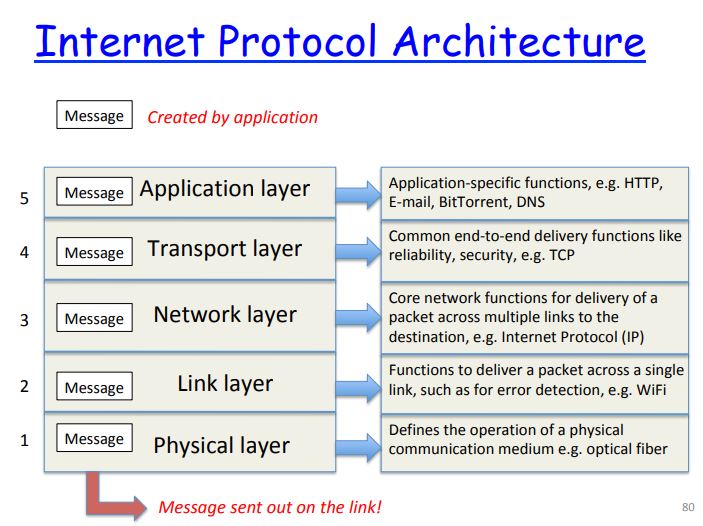 Internet Protocol Architecture
Message
Created by application
5
Message
Application layer
Application-specific functions, e.g. HTTP,
E-mail, BitTorrent, DNS
4
Message
Transport layer
Common end-to-end delivery functions like
reliability, security, e.g. TCP
3
Message
Network layer
Core network functions for delivery of a
packet across multiple links to the
destination, e.g. Internet Protocol (IP)
2
Message
Link layer
Functions to deliver a packet across a single
link, such as for error detection, e.g. WiFi
1
Message
Physical layer
Defines the operation of a physical
communication medium e.g. optical fiber
Message sent out on the link!
80